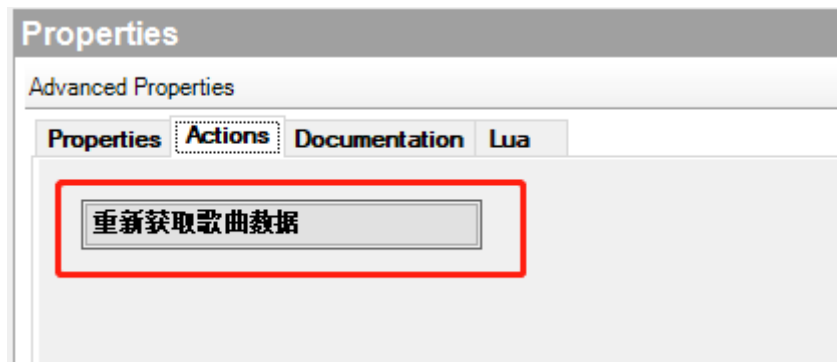 Properties
Advanced Properties
Properties Actions Documentation Lua
重新获取歌曲数据